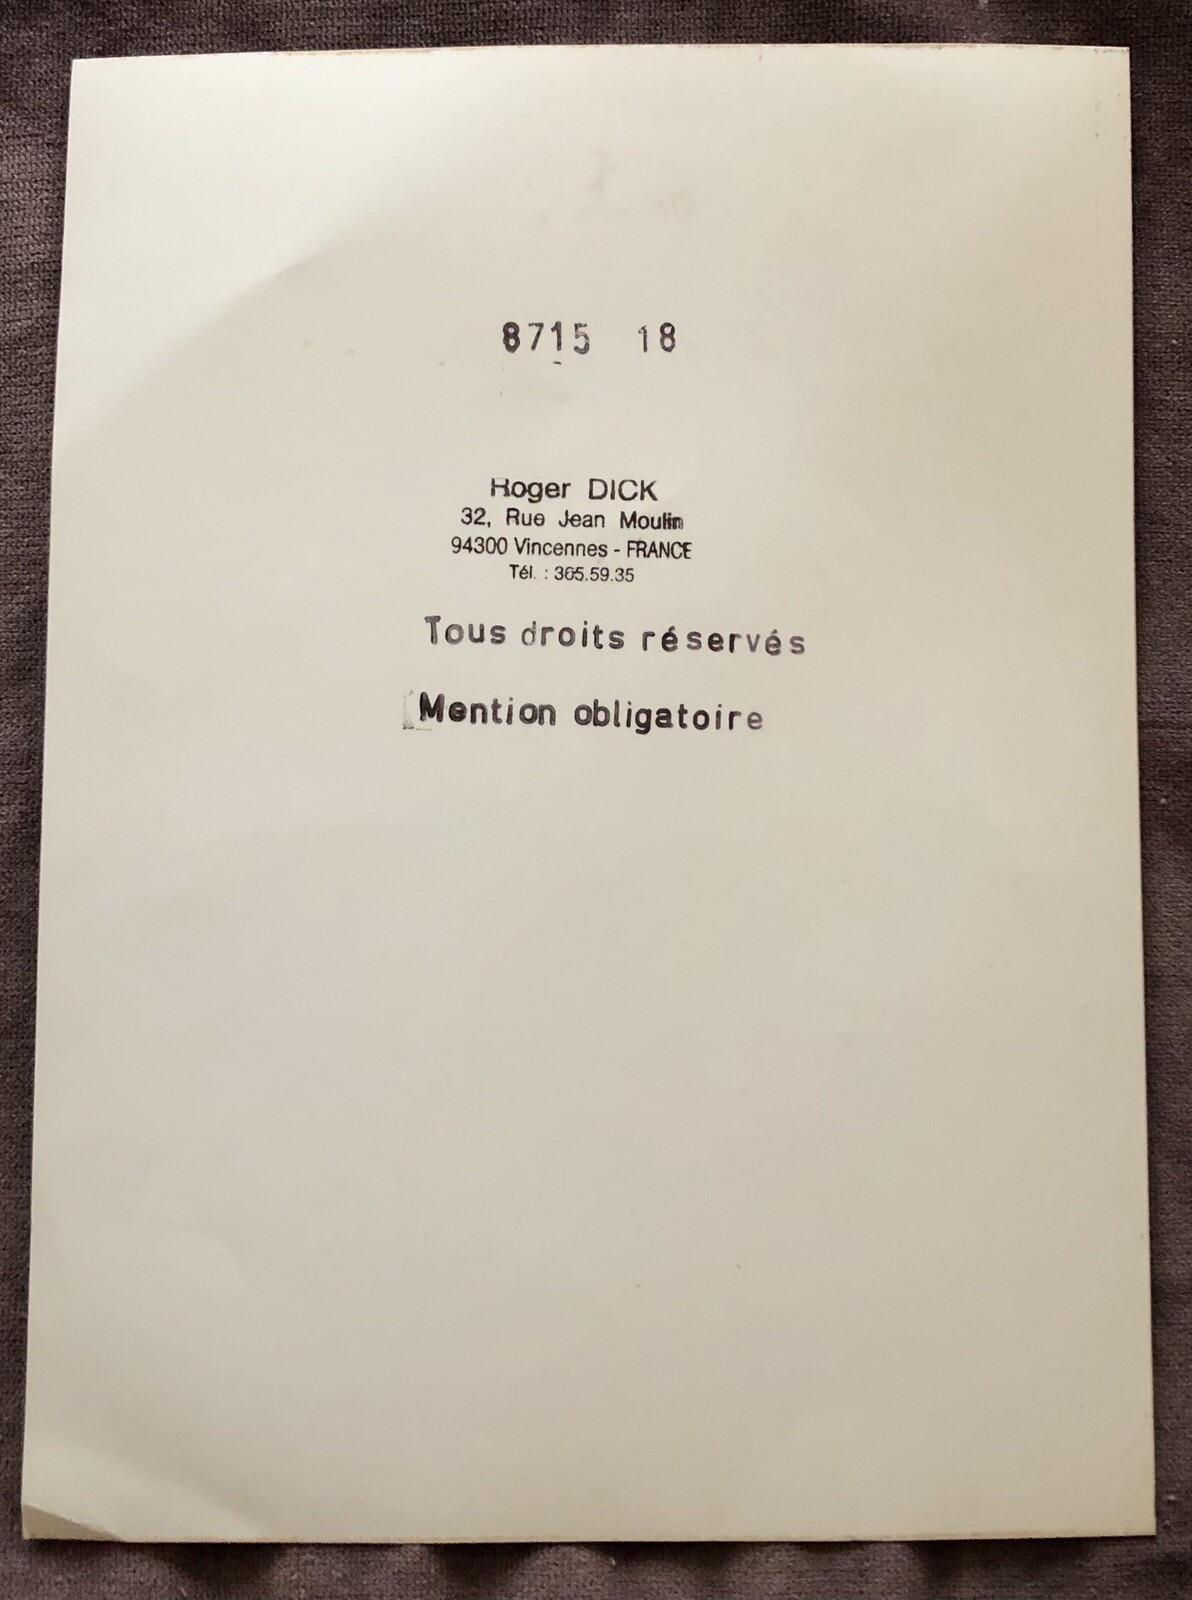 8715 18
Roger DICK
32, Rue Jean Moulin
94300 Vincennes - FRANCE
Tél. : 365.59.35
Tous droits réservés
Mention obligatoire